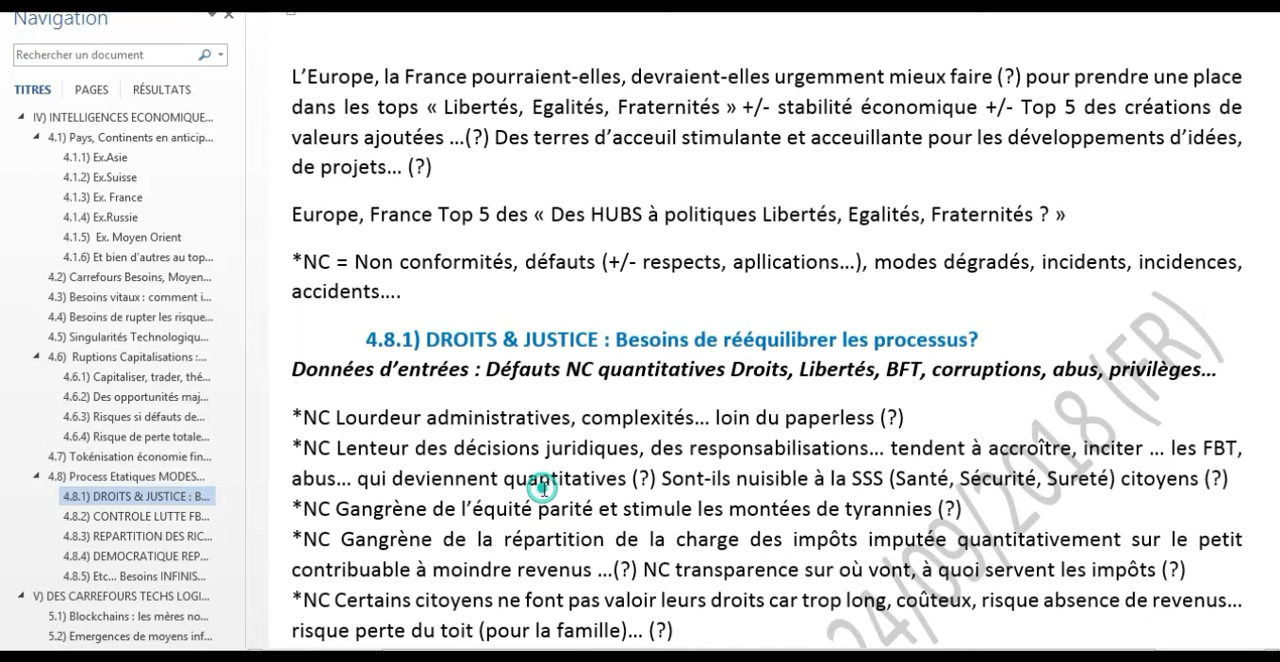 Navigation
Rechercher un document
TITRES PAGES RÉSULTATS
IV) INTELLIGENCES ECONOMIQUE...
4.1) Pays, Continents en anticip...
4.1.1) Ex.Asie
4.1.2) Ex.Suisse
4.1.3) Ex. France
4.1.4) Ex.Russie
4.1.5) Ex. Moyen Orient
4.1.6) Et bien d'autres au top...
4.2) Carrefours Besoins, Moyen...
4.3) Besoins vitaux : comment i...
4.4) Besoins de rupter les risque...
4.5) Singularités Technologiqu...
4.6) Ruptions Capitalisations :...
4.6.1) Capitaliser, trader, thé...
4.6.2) Des opportunités maj...
4.6.3) Risques si défauts de...
4.6.4) Risque de perte totale...
4.7) Tokénisation économie fin...
4.8) Process Etatiques MODES...
4.8.1) DROITS & JUSTICE : B...
4.8.2) CONTROLE LUTTE FB...
4.8.3) REPARTITION DES RIC...
4.8.4) DEMOCRATIQUE REP...
4.8.5) Etc... Besoins INFINIS...
V) DES CARREFOURS TECHS LOGI...
5.1) Blockchains : les mères no...
5.2) Emergences de moyens inf...
L'Europe, la France pourraient-elles, devraient-elles urgemment mieux faire (?) pour prendre une place
dans les tops « Libertés, Egalités, Fraternités » +/- stabilité économique +/- Top 5 des créations de
valeurs ajoutées ...(?) Des terres d'acceuil stimulante et acceuillante pour les développements d'idées,
de projets... (?)
Europe, France Top 5 des « Des HUBS à politiques Libertés, Egalités, Fraternités ? »
*NC = Non conformités, défauts (+/- respects, apllications...), modes dégradés, incidents, incidences,
accidents....
4.8.1) DROITS & JUSTICE : Besoins de rééquilibrer les processus?
Données d'entrées : Défauts NC quantitatives Droits, Libertés, BFT, corruptions, abus, privilèges...
*NC Lourdeur administratives, complexités... loin du paperless (?)
*NC Lenteur des décisions juridiques, des responsabilisations... tendent à accroître, inciter ... les FBT,
abus... qui deviennent quantitatives (?) Sont-ils nuisible à la SSS (Santé, Sécurité, Sureté) citoyens (?)
*NC Gangrène de l'équité parité et stimule les montées de tyrannies (?)
*NC Gangrène de la répartition de la charge des impôts imputée quantitativement sur le petit
contribuable à moindre revenus ...(?) NC transparence sur où vont, à quoi servent les impôts (?)
*NC Certains citoyens ne font pas valoir leurs droits car trop long, coûteux, risque absence de revenus...
risque perte du toit (pour la famille)... (?)
24/09/2018 (FR)